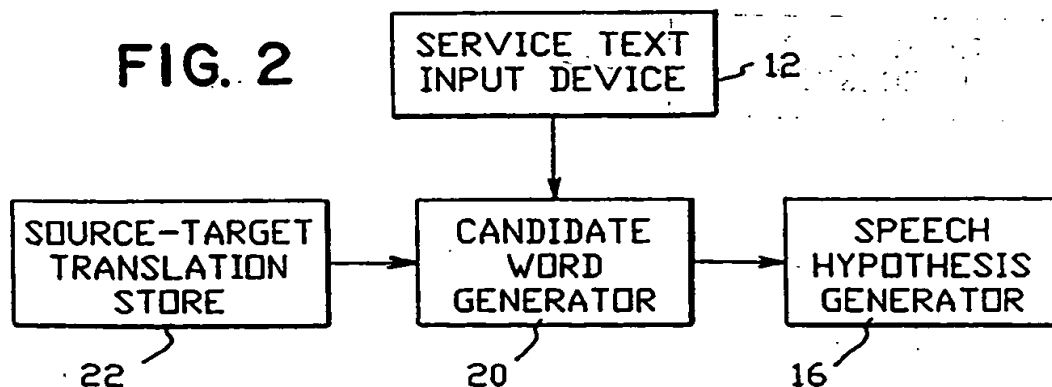 FIG. 2
SERVICE TEXT
INPUT DEVICE
12
SOURCE-TARGET
TRANSLATION
STORE
22
CANDIDATE
WORD
GENERATOR
20
SPEECH
HYPOTHESIS
GENERATOR
16